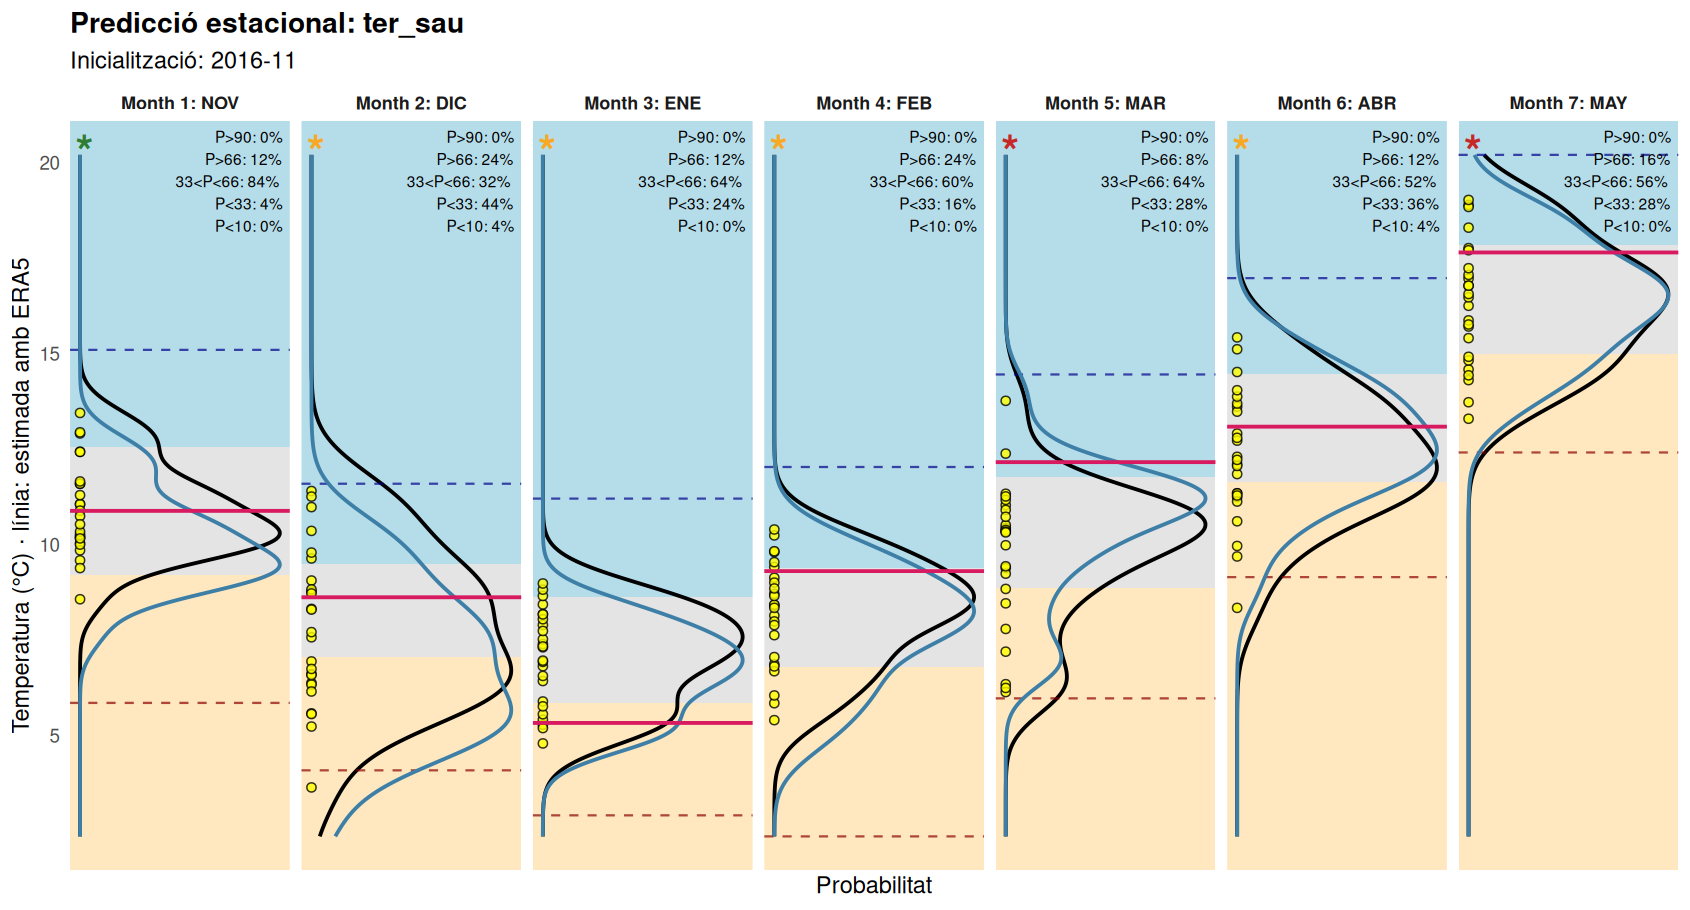 Predicció estacional: ter_sau
Inicialització: 2016-11
Month 1: NOV
Month 2: DIC
Month 3: ENE
Month 4: FEB
Month 5: MAR
Month 6: ABR
Month 7: MAY
*
P>90: 0%
P>66: 12%
33<P<66: 84%
P<33: 4%
P<10: 0%
*
P>90: 0%
P>66: 24%
33<P<66: 32%
P<33: 44%
P<10: 4%
*
P>90: 0%
P>66: 12%
33<P<66: 64%
P<33: 24%
P<10: 0%
*
P>90: 0%
P>66: 24%
33<P<66: 60%
P<33: 16%
P<10: 0%
*
P>90: 0%
P>66: 8%
33<P<66: 64%
P<33: 28%
P<10: 0%
*
P>90: 0%
P>66: 12%
33<P<66: 52%
P<33: 36%
P<10: 4%
*
P>90: 0%
P>66: 16%
33<P<66: 56%
P<33: 28%
P<10: 0%
20
15
10
5
Temperatura (°C) · línia: estimada amb ERA5
Probabilitat